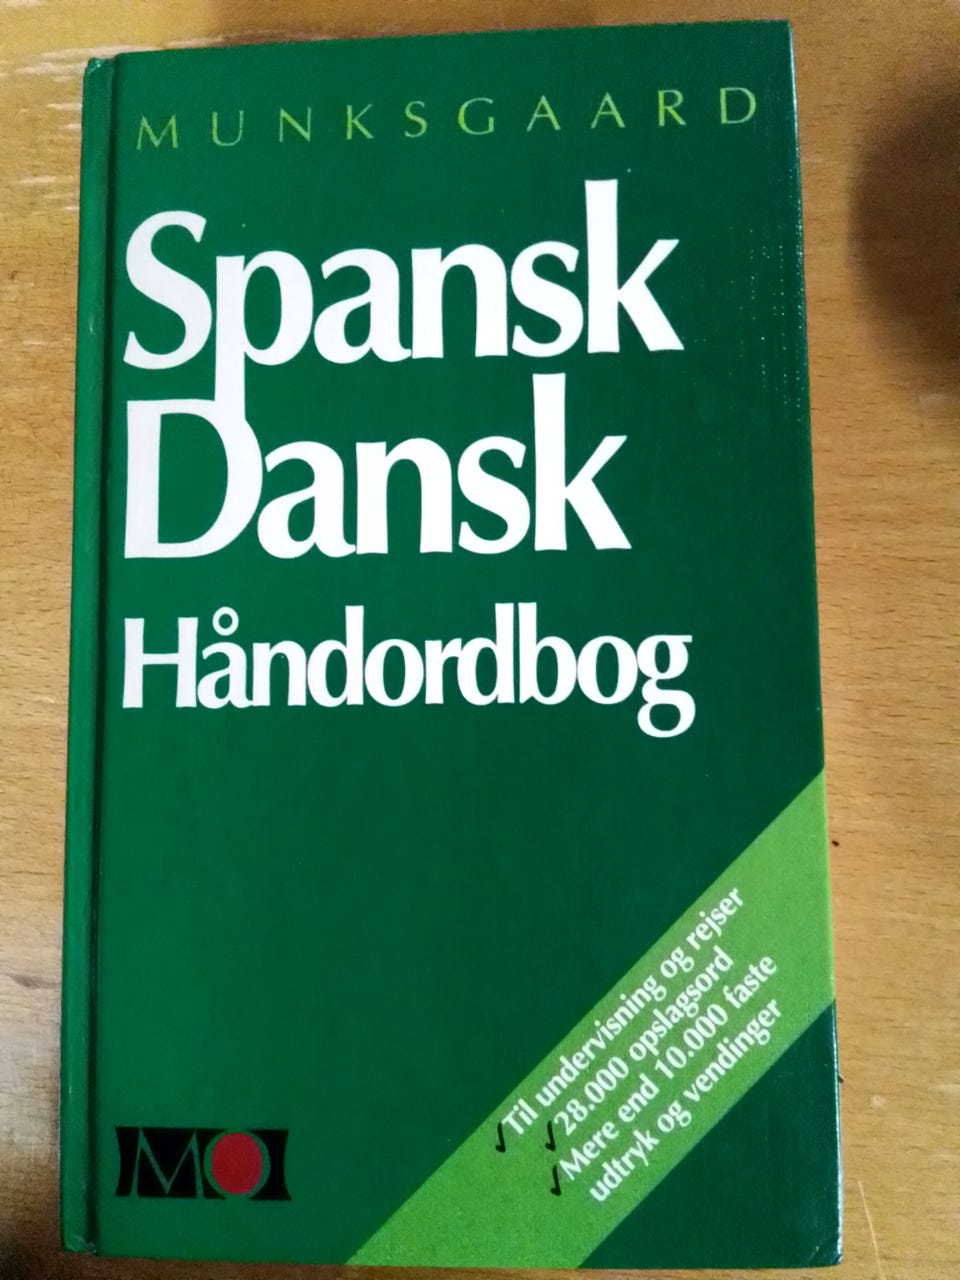 MUNKSGAARD
Spansk
Dansk
Håndordbog
✓Til undervisning og rejser
✓28.000 opslagsord
✓Mere end 10.000 faste
udtryk og vendinger
MO